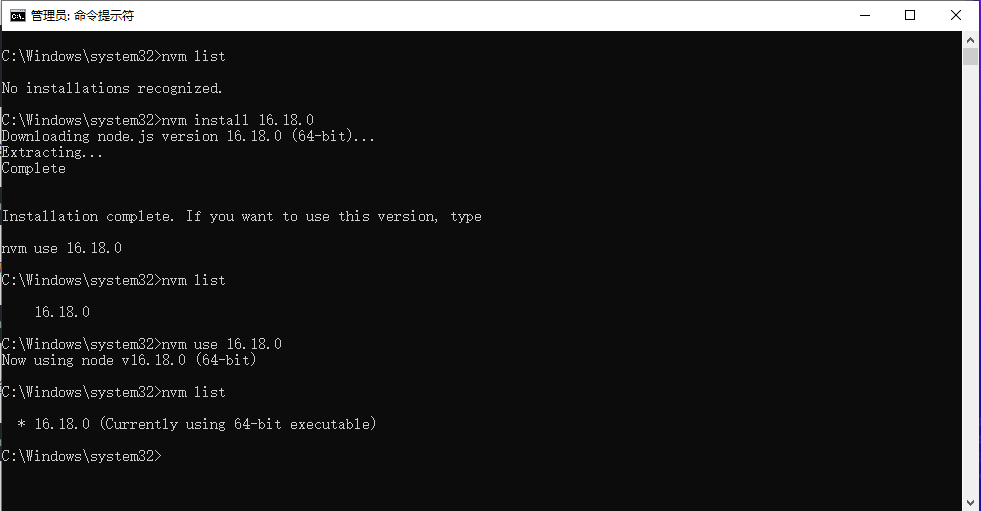 管理员: 命令提示符
C:\Windows\system32>nvm list
No installations recognized.
C:\Windows\system32>nvm install 16.18.0
Downloading node.js version 16.18.0 (64-bit)...
Extracting...
Complete
Installation complete. If you want to use this version, type
nvm use 16.18.0
C:\Windows\system32>nvm list
16.18.0
C:\Windows\system32>nvm use 16.18.0
Now using node v16.18.0 (64-bit)
C:\Windows\system32>nvm list
* 16.18.0 (Currently using 64-bit executable)
C:\Windows\system32>